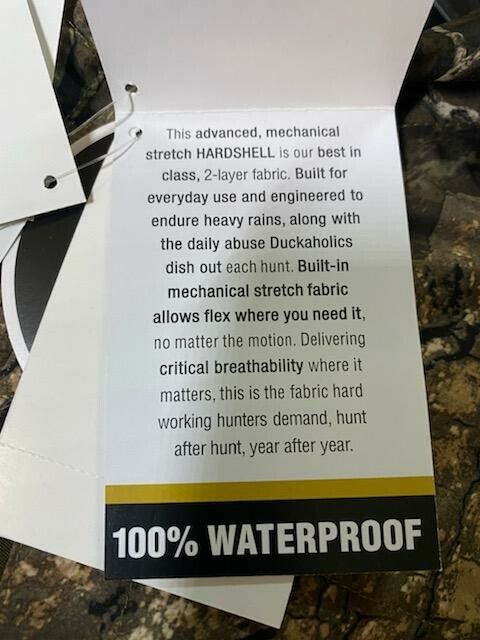 This advanced, mechanical
stretch HARDSHELL is our best in
class, 2-layer fabric. Built for
everyday use and engineered to
endure heavy rains, along with
the daily abuse Duckaholics
dish out each hunt. Built-in
mechanical stretch fabric
allows flex where you need it,
no matter the motion. Delivering
critical breathability where it
matters, this is the fabric hard
working hunters demand, hunt
after hunt, year after year.
100% WATERPROOF